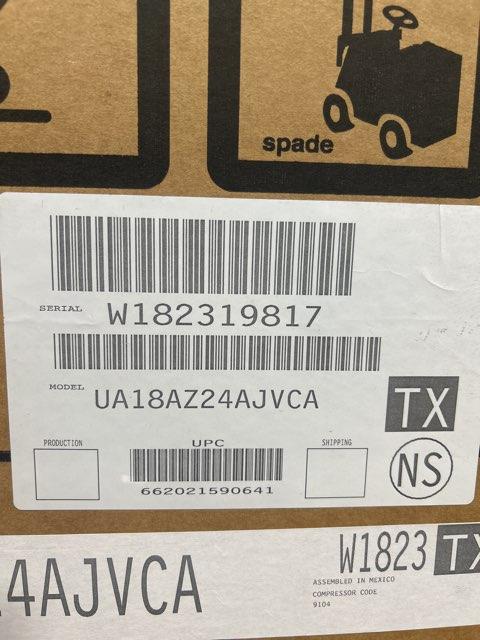 spade
SERIAL W182319817
MODEL UA18AZ24AJVCA
TX
PRODUCTION UPC SHIPPING
NS
662021590641
4AJVCA W1823 TX
ASSEMBLED IN MEXICO
COMPRESSOR CODE
9104